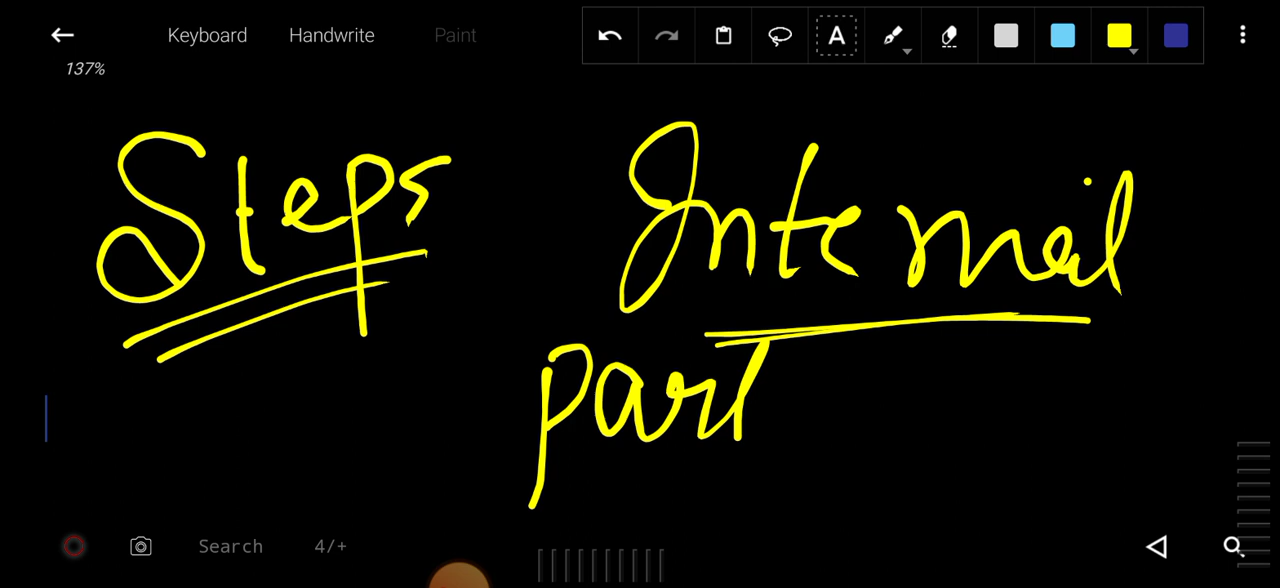 Keyboard Handwrite Paint A
137%
Steps Internal
part
Search 4/+